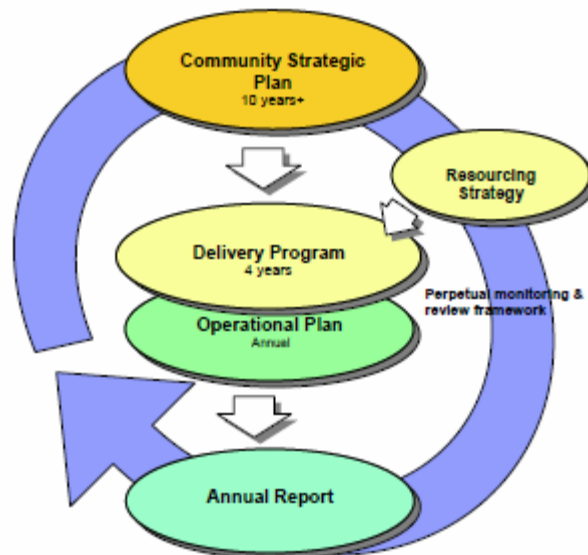 Community Strategic
Plan
10 years+
Resourcing
Strategy
Delivery Program
4 years
Perpetual monitoring &
review framework
Operational Plan
Annual
Annual Report